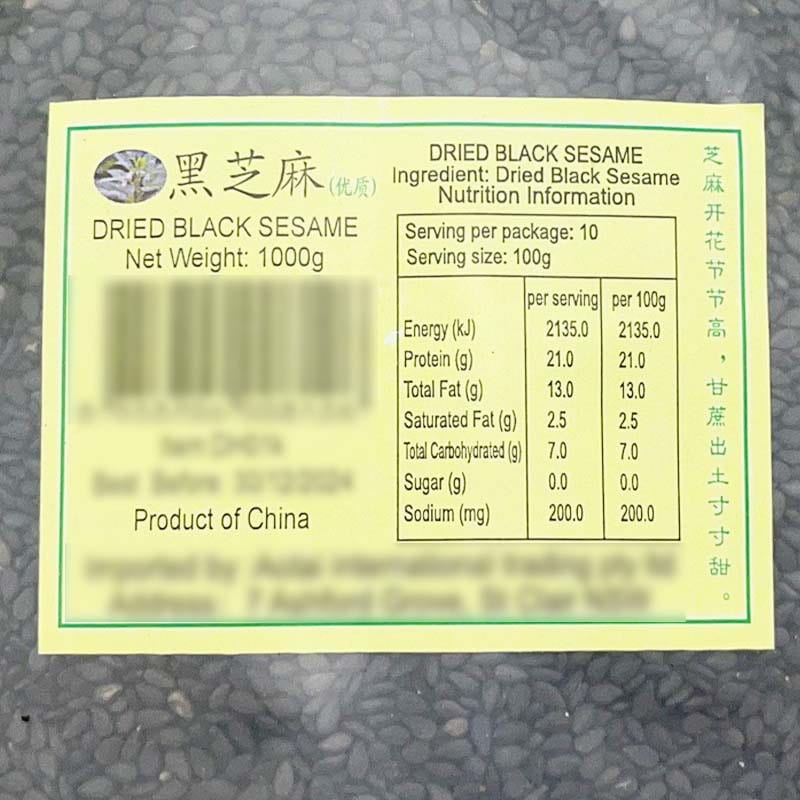 黑芝麻(优质)
DRIED BLACK SESAME
Net Weight: 1000g
Product of China
DRIED BLACK SESAME
Ingredient: Dried Black Sesame
Nutrition Information
Serving per package: 10
Serving size: 100g
per serving per 100g
Energy (kJ) 2135.0 2135.0
Protein (g) 21.0 21.0
Total Fat (g) 13.0 13.0
Saturated Fat (g) 2.5 2.5
Total Carbohydrated (g) 7.0 7.0
Sugar (g) 0.0 0.0
Sodium (mg) 200.0 200.0
芝麻开花节节高，甘蔗出土寸寸甜。